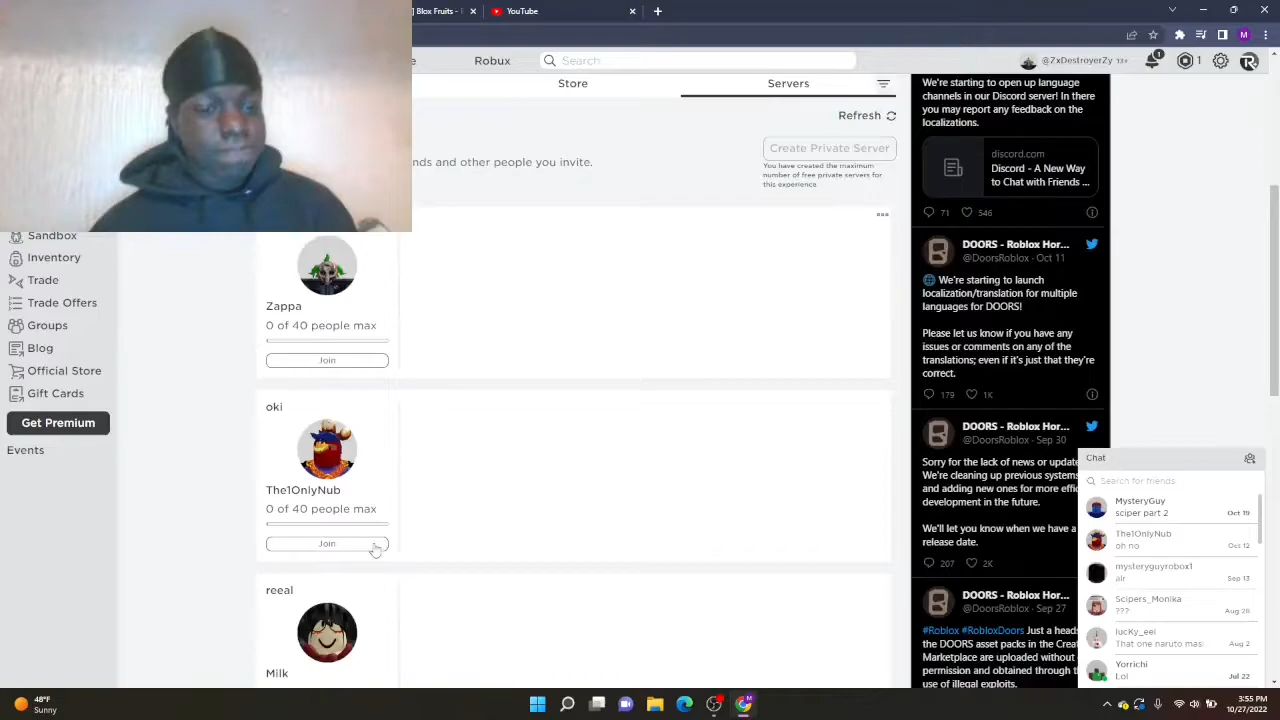 ] Blox Fruits -
YouTube
Robux
Search
@ZxDestroyerZy 13+
1
1
Store
Servers
Refresh
nds and other people you invite.
Create Private Server
You have created the maximum
number of free private servers for
this experience.
Sandbox
Inventory
Trade
Trade Offers
Groups
Blog
Official Store
Gift Cards
Get Premium
Events
Zappa
0 of 40 people max
Join
oki
The1OnlyNub
0 of 40 people max
Join
reeal
Milk
We're starting to open up language
channels in our Discord server! In there
you may report any feedback on the
localizations.
discord.com
Discord - A New Way
to Chat with Friends ...
71 546
DOORS - Roblox Hor...
@DoorsRoblox · Oct 11
We're starting to launch
localization/translation for multiple
languages for DOORS!
Please let us know if you have any
issues or comments on any of the
translations; even if it's just that they're
correct.
179 1K
DOORS - Roblox Hor...
@DoorsRoblox · Sep 30
Sorry for the lack of news or update
We're cleaning up previous systems
and adding new ones for more effic
development in the future.
We'll let you know when we have a
release date.
207 2K
DOORS - Roblox Hor...
@DoorsRoblox · Sep 27
#Roblox #RobloxDoors Just a heads
the DOORS asset packs in the Crea
Marketplace are uploaded without
permission and obtained through t
use of illegal exploits.
Chat
Search for friends
MysteryGuy
sciper part 2 Oct 19
The1OnlyNub
oh no Oct 12
mysteryguyrobox1
air Sep 13
Scipers_Monika
??? Aug 28
lucKy_eei
That one naruto mas Aug 2
Yorrichi
Lol Jul 22
48°F
Sunny
3:55 PM
10/27/2022